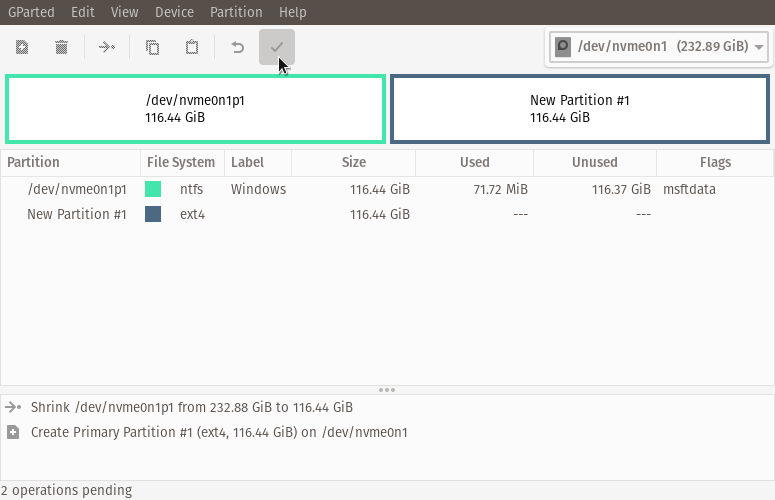 GParted Edit View Device Partition Help
/dev/nvme0n1 (232.89 GiB)
/dev/nvme0n1p1
116.44 GiB
New Partition #1
116.44 GiB
Partition File System Label Size Used Unused Flags
/dev/nvme0n1p1 ntfs Windows 116.44 GiB 71.72 MiB 116.37 GiB msftdata
New Partition #1 ext4 116.44 GiB --- ---
Shrink /dev/nvme0n1p1 from 232.88 GiB to 116.44 GiB
Create Primary Partition #1 (ext4, 116.44 GiB) on /dev/nvme0n1
2 operations pending